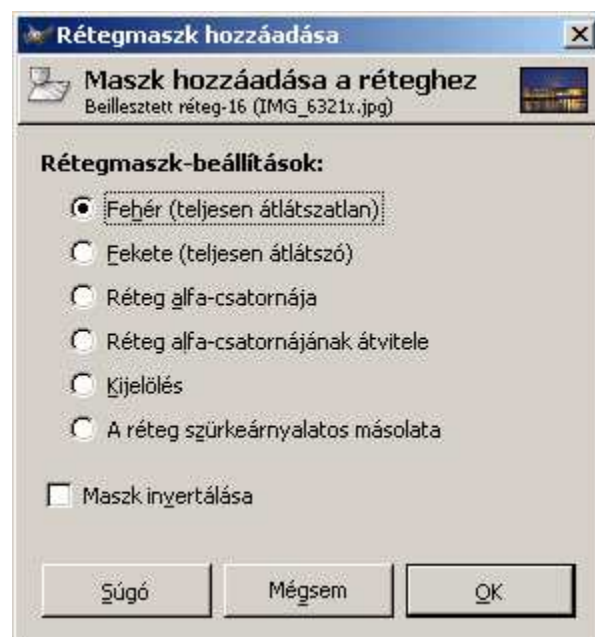 Rétegmaszk hozzáadása
Maszk hozzáadása a réteghez
Beillesztett réteg-16 (IMG_6321x.jpg)
Rétegmaszk-beállítások:
Fehér (teljesen átlátszatlan)
Fekete (teljesen átlátszó)
Réteg alfa-csatornája
Réteg alfa-csatornájának átvitele
Kijelölés
A réteg szürkeárnyalatos másolata
Maszk invertálása
Súgó Mégsem OK